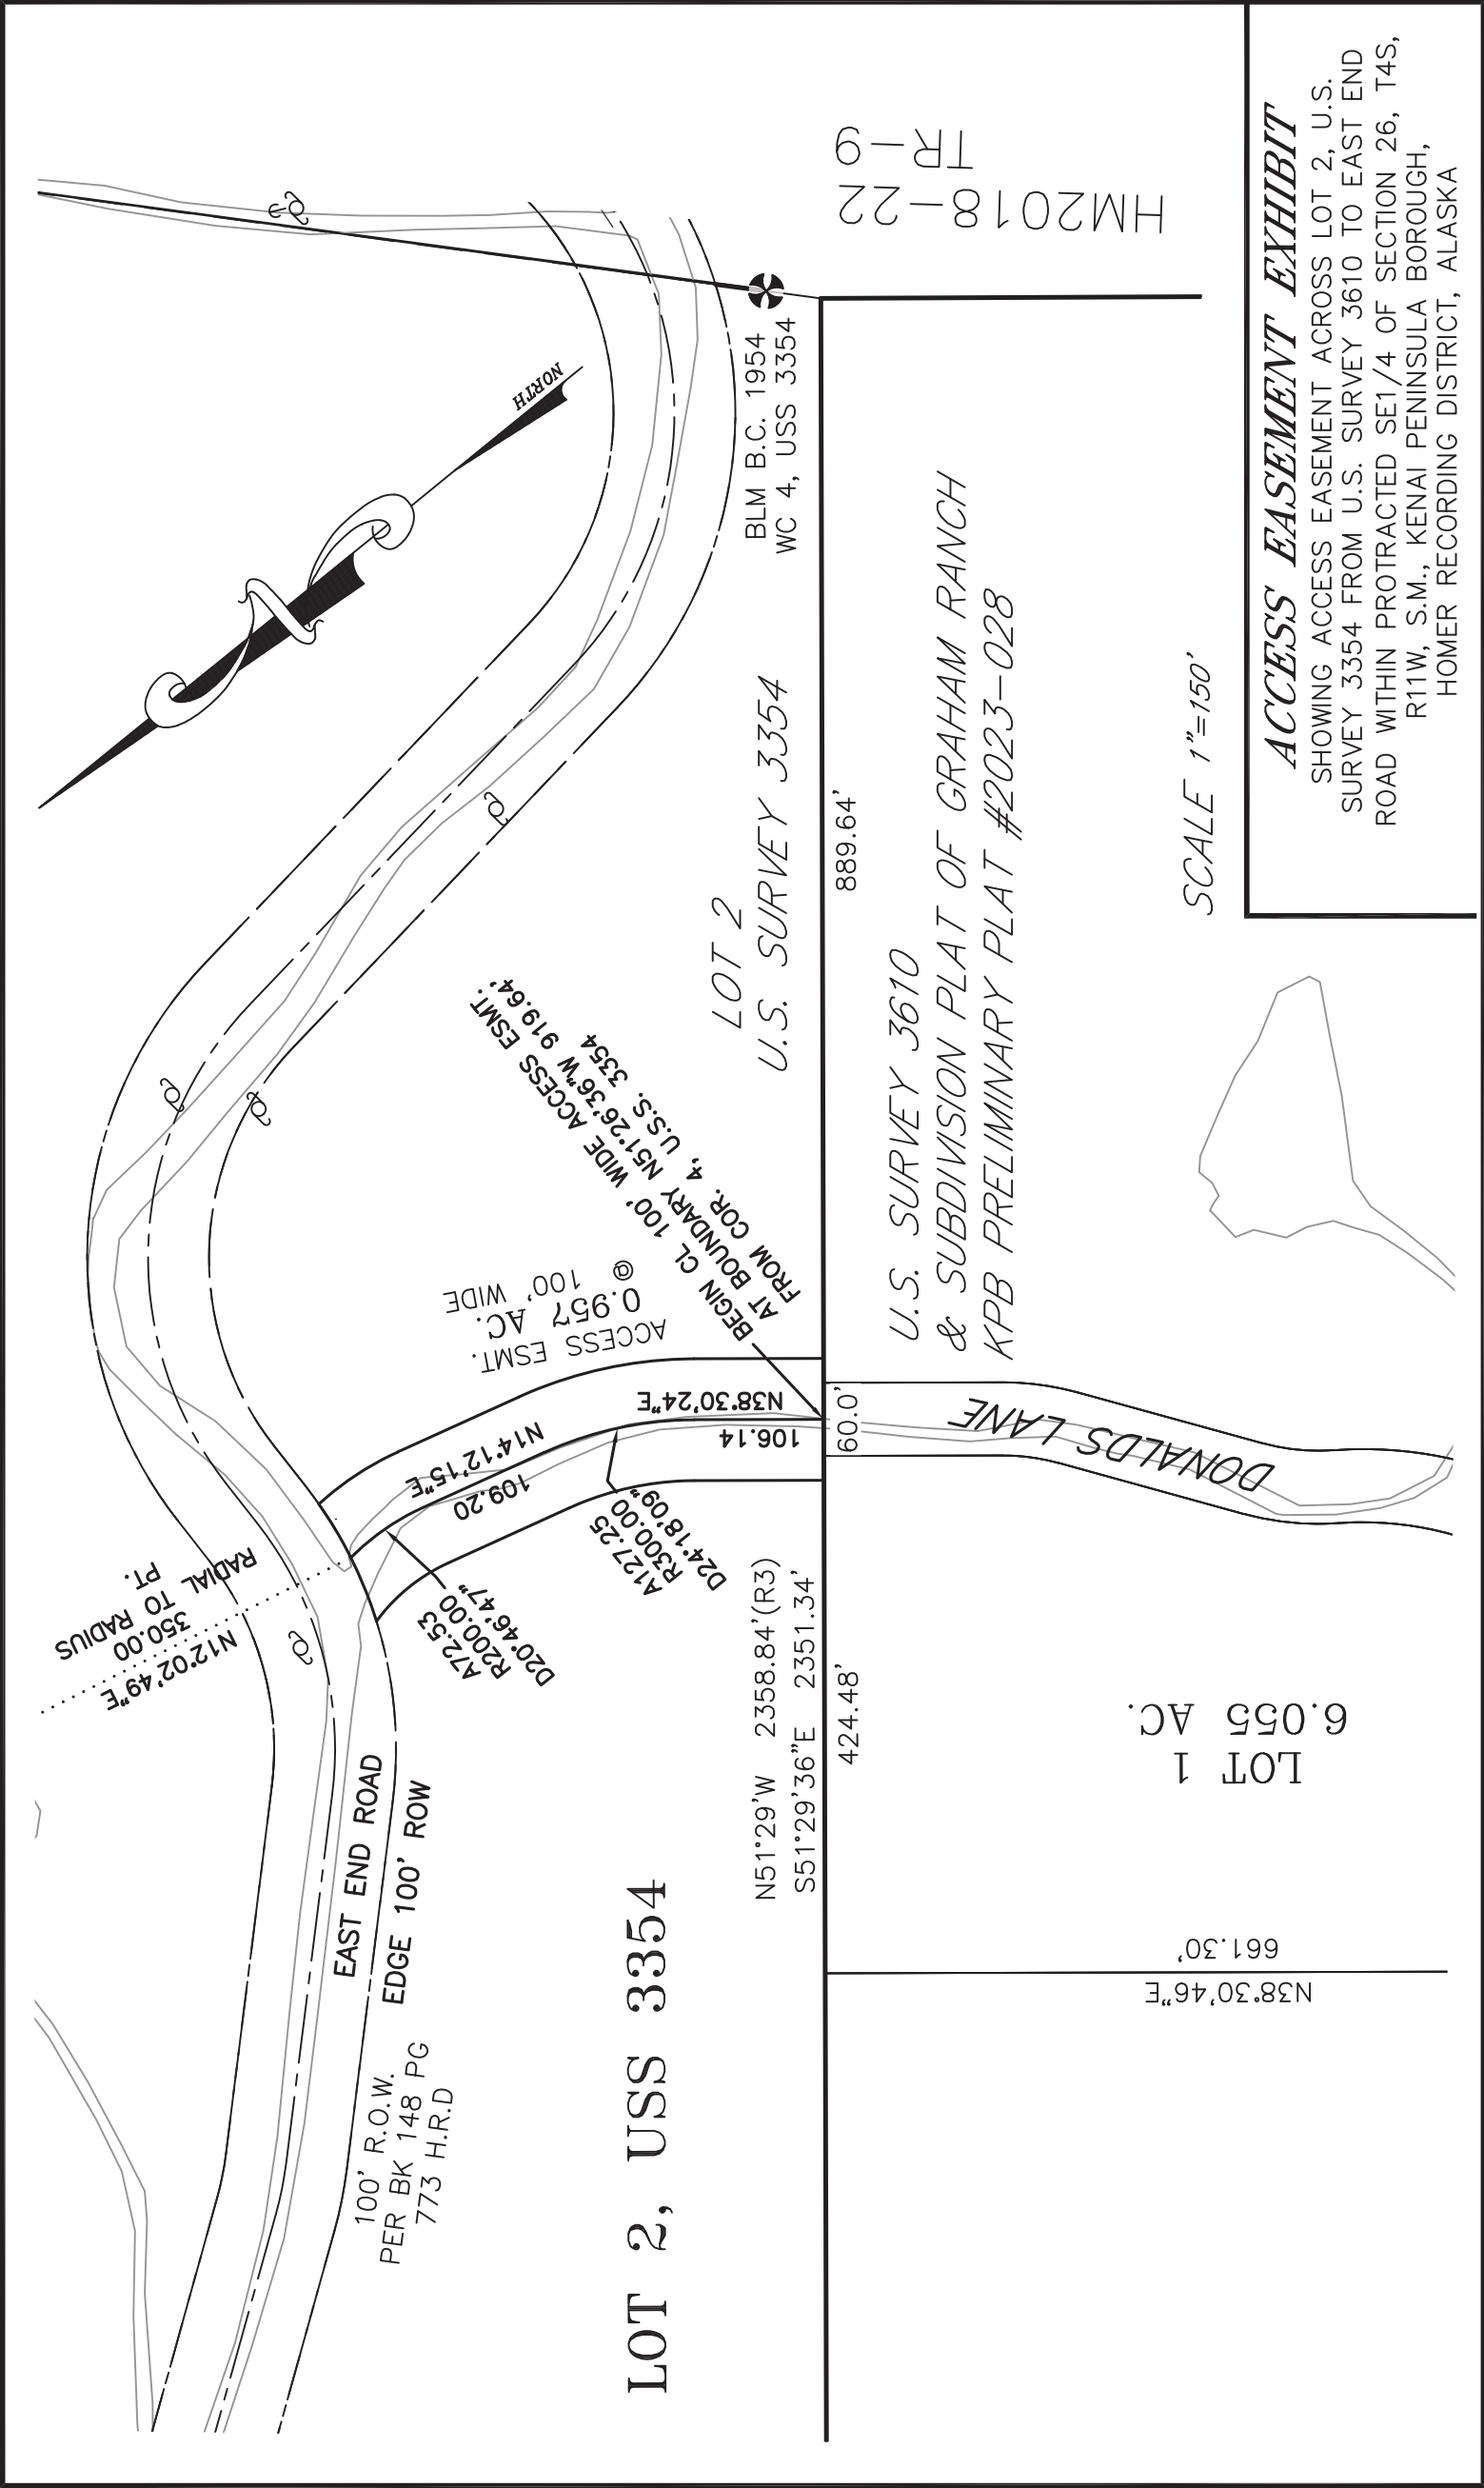 NORTH
HM2018-22
TR-9
BLM B.C. 1954
WC 4, USS 3354
LOT 2
U.S. SURVEY 3354
889.64'
BEGIN CL 100' WIDE ACCESS ESMT.
AT BOUNDARY N51°26'36"W 919.64'
FROM COR. 4, U.S.S. 3354
U.S. SURVEY 3610
& SUBDIVISION PLAT OF GRAHAM RANCH
KPB PRELIMINARY PLAT #2023-028
SCALE 1"=150'
ACCESS EASEMENT EXHIBIT
SHOWING ACCESS EASEMENT ACROSS LOT 2, U.S.
SURVEY 3354 FROM U.S. SURVEY 3610 TO EAST END
ROAD WITHIN PROTRACTED SE1/4 OF SECTION 26, T4S,
R11W, S.M., KENAI PENINSULA BOROUGH,
HOMER RECORDING DISTRICT, ALASKA
ACCESS ESMT.
0.957 AC.
@ 100' WIDE
N38°30'24"E
106.14
N14°12'15"E
109.20
A127.25
R300.00
D24°18'09"
A72.53
R200.00
D20°46'47"
60.0'
DONALDS LANE
N12°02'49"E
350.00
TO RADIUS PT.
RADIAL
EAST END ROAD
EDGE 100' ROW
100' R.O.W.
PER BK 148 PG
773 H.R.D
N51°29'W 2358.84'(R3)
S51°29'36"E 2351.34'
424.48'
LOT 1
6.055 AC.
LOT 2, USS 3354
N38°30'46"E
661.30'